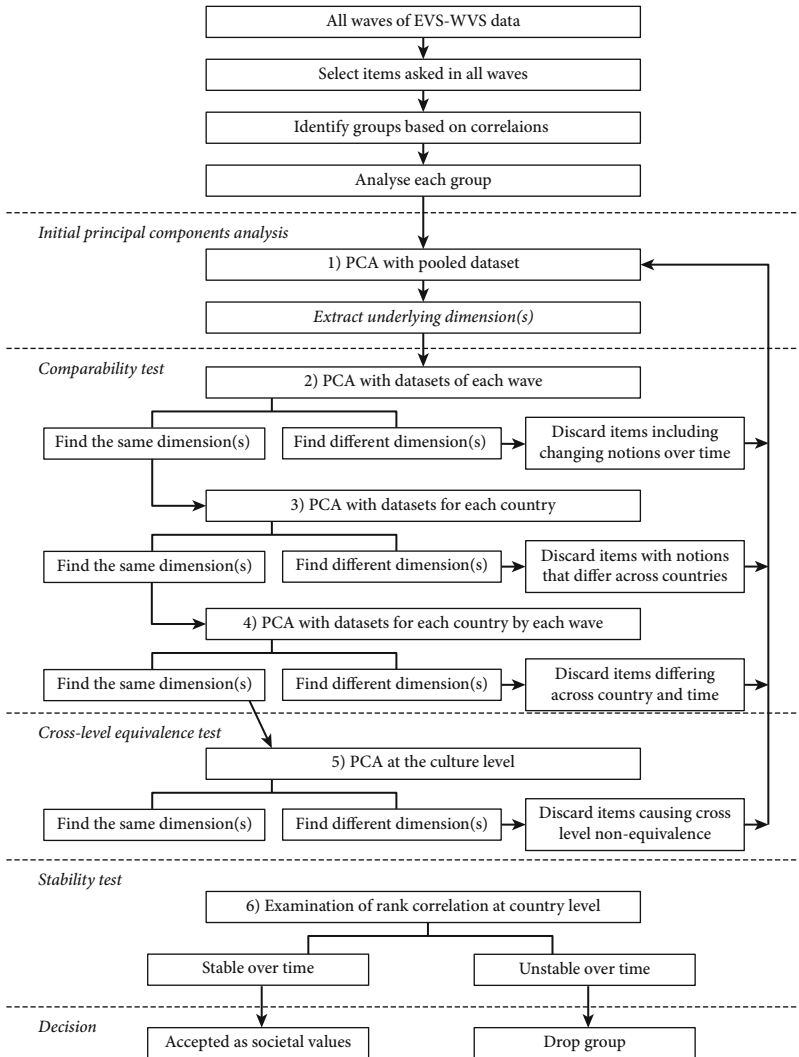 All waves of EVS-WVS data
Select items asked in all waves
Identify groups based on correlaions
Analyse each group
Initial principal components analysis
1) PCA with pooled dataset
Extract underlying dimension(s)
Comparability test
2) PCA with datasets of each wave
Find the same dimension(s)
Find different dimension(s)
Discard items including
changing notions over time
3) PCA with datasets for each country
Find the same dimension(s)
Find different dimension(s)
Discard items with notions
that differ across countries
4) PCA with datasets for each country by each wave
Find the same dimension(s)
Find different dimension(s)
Discard items differing
across country and time
Cross-level equivalence test
5) PCA at the culture level
Find the same dimension(s)
Find different dimension(s)
Discard items causing cross
level non-equivalence
Stability test
6) Examination of rank correlation at country level
Stable over time
Unstable over time
Decision
Accepted as societal values
Drop group